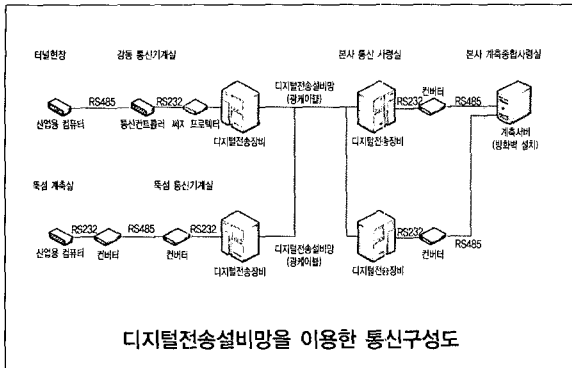 터널현장 강동 통신기계실 본사 통신 사령실 본사 계측종합사령실
디지털전송설비망
(광케이블)
RS485 RS232 RS232 RS485
산업용 컴퓨터 통신컨트롤러 써지 프로텍터 디지털전송장비 디지털전송장비 컨버터 계측서버
(방화벽 설치)
뚝섬 계측실 뚝섬 통신기계실
RS232 RS485 RS232 RS232 RS485
산업용 컴퓨터 컨버터 컨버터 디지털전송장비 디지털전송설비망
(광케이블) 디지털전송장비 컨버터
디지털전송설비망을 이용한 통신구성도